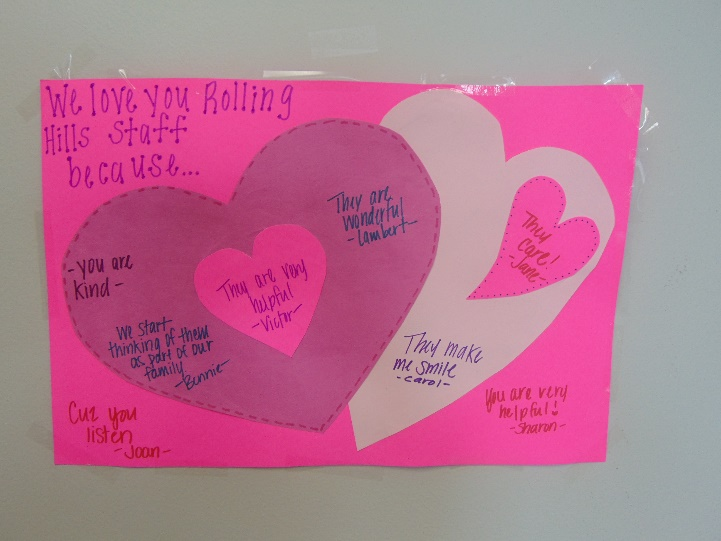 We love you Rolling
Hills Staff
because...
They are
wonderful
-Lambert-
-you are
kind-
They are very
helpful
-Victor-
They
care!
-Jane-
We start
thinking of them
as part of our
family
-Bunnie-
They make
me smile
-Carol-
Cuz you
listen
-Joan-
You are very
helpful!
-Sharon-